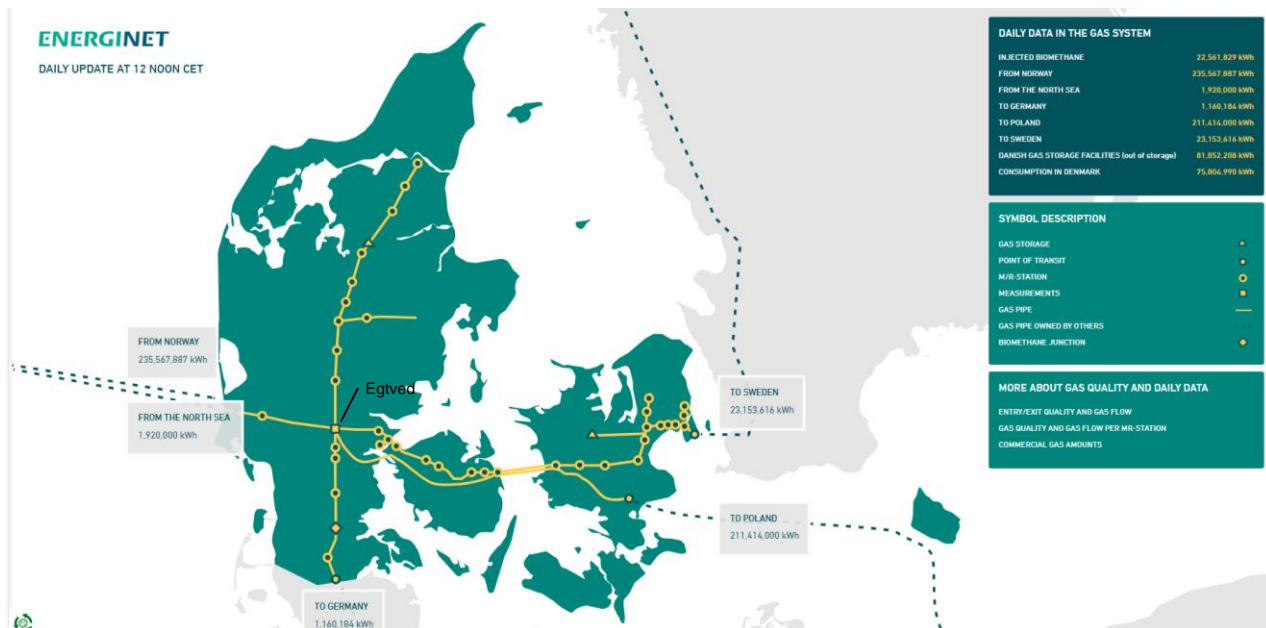 ENERGINET
DAILY UPDATE AT 12 NOON CET
FROM NORWAY
235,567,887 kWh
FROM THE NORTH SEA
1,920,000 kWh
Egtved
TO GERMANY
1,160,184 kWh
TO SWEDEN
23,153,616 kWh
TO POLAND
211,414,000 kWh
DAILY DATA IN THE GAS SYSTEM
INJECTED BIOMETHANE 22,561,829 kWh
FROM NORWAY 235,567,887 kWh
FROM THE NORTH SEA 1,920,000 kWh
TO GERMANY 1,160,184 kWh
TO POLAND 211,414,000 kWh
TO SWEDEN 23,153,616 kWh
DANISH GAS STORAGE FACILITIES (out of storage) 81,052,208 kWh
CONSUMPTION IN DENMARK 75,804,990 kWh
SYMBOL DESCRIPTION
GAS STORAGE
POINT OF TRANSIT
M/R-STATION
MEASUREMENTS
GAS PIPE
GAS PIPE OWNED BY OTHERS
BIOMETHANE JUNCTION
MORE ABOUT GAS QUALITY AND DAILY DATA
ENTRY/EXIT QUALITY AND GAS FLOW
GAS QUALITY AND GAS FLOW PER MR-STATION
COMMERCIAL GAS AMOUNTS